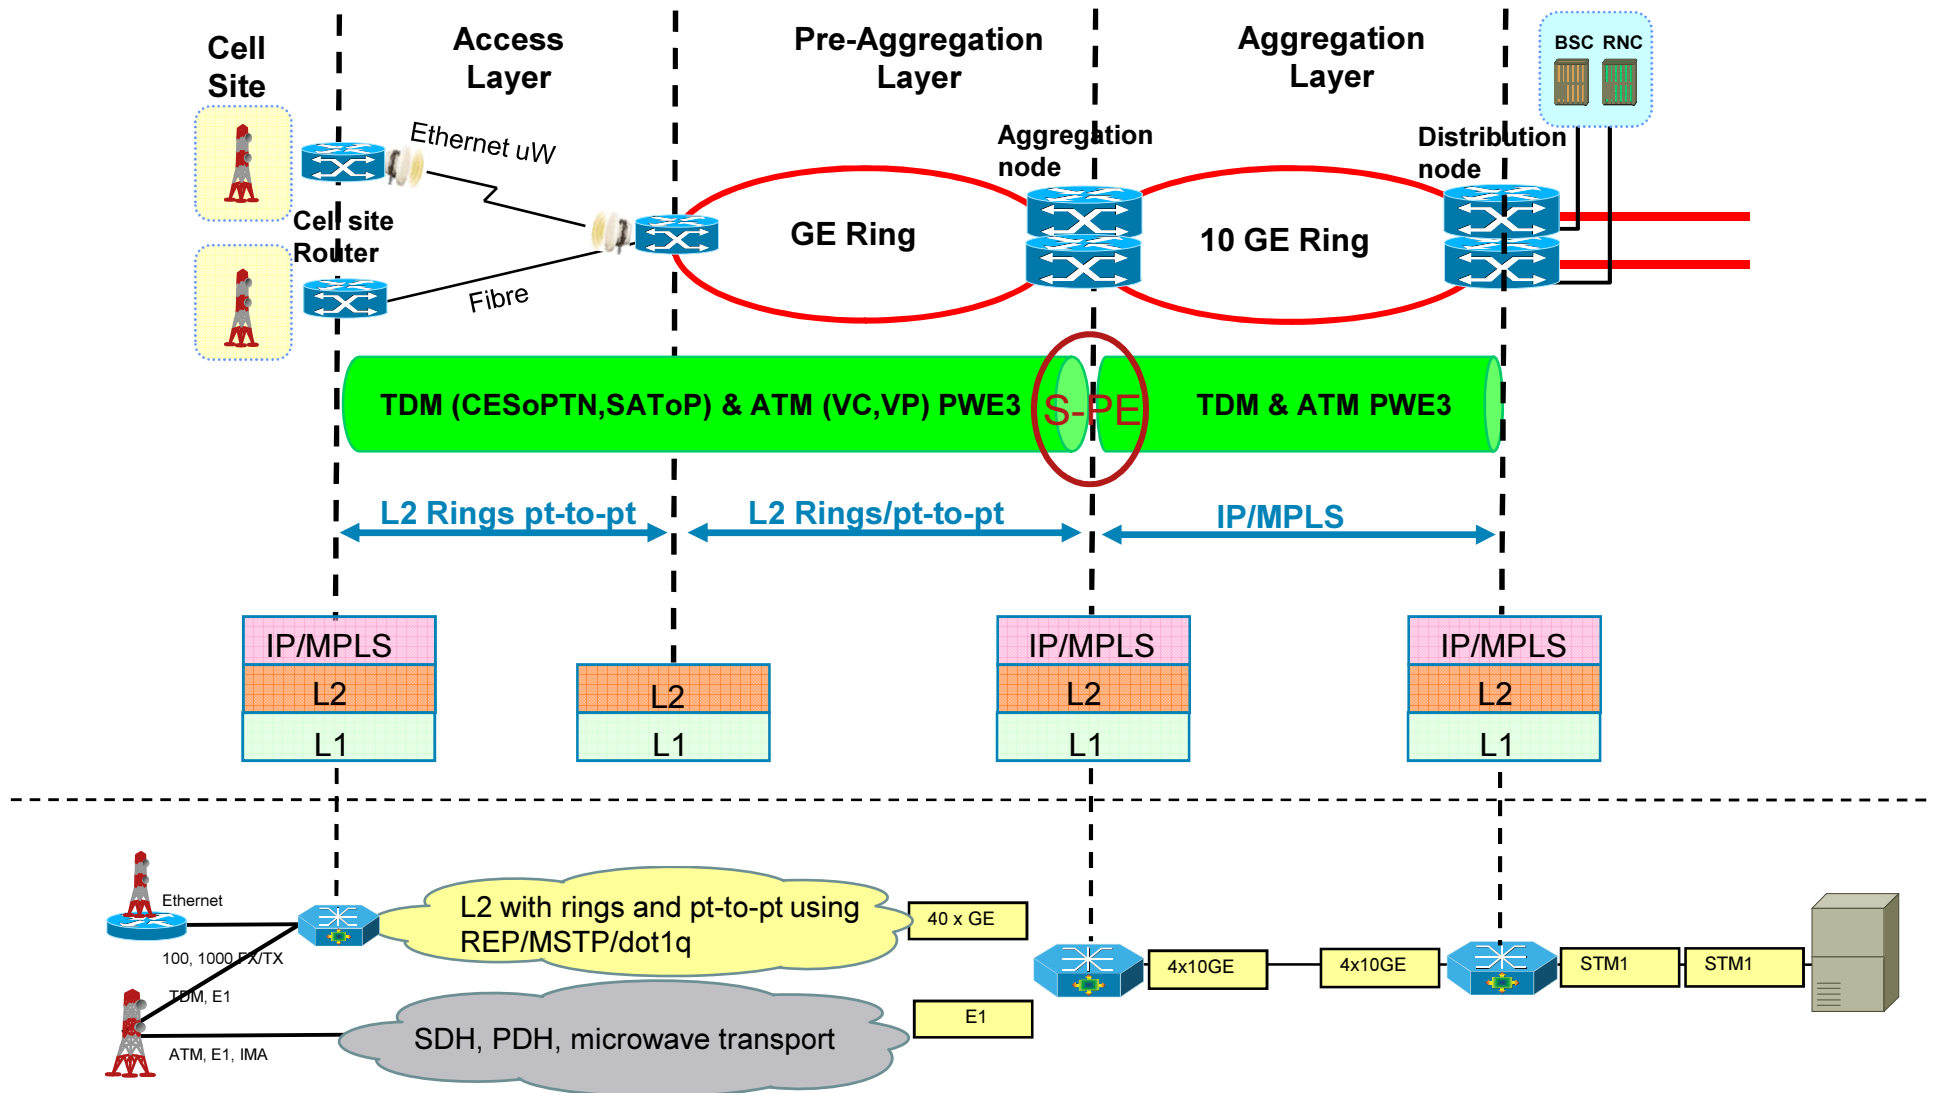 Cell
Site
Access
Layer
Pre-Aggregation
Layer
Aggregation
Layer
BSC RNC
Ethernet uW
Aggregation
node
Distribution
node
Cell site
Router
GE Ring
10 GE Ring
Fibre
TDM (CESoPTN,SAToP) & ATM (VC,VP) PWE3
S-PE
TDM & ATM PWE3
L2 Rings pt-to-pt
L2 Rings/pt-to-pt
IP/MPLS
IP/MPLS
L2
L1
L2
L1
IP/MPLS
L2
L1
IP/MPLS
L2
L1
Ethernet
100, 1000 FX/TX
TDM, E1
ATM, E1, IMA
L2 with rings and pt-to-pt using
REP/MSTP/dot1q
SDH, PDH, microwave transport
40 x GE
E1
4x10GE
4x10GE
STM1
STM1